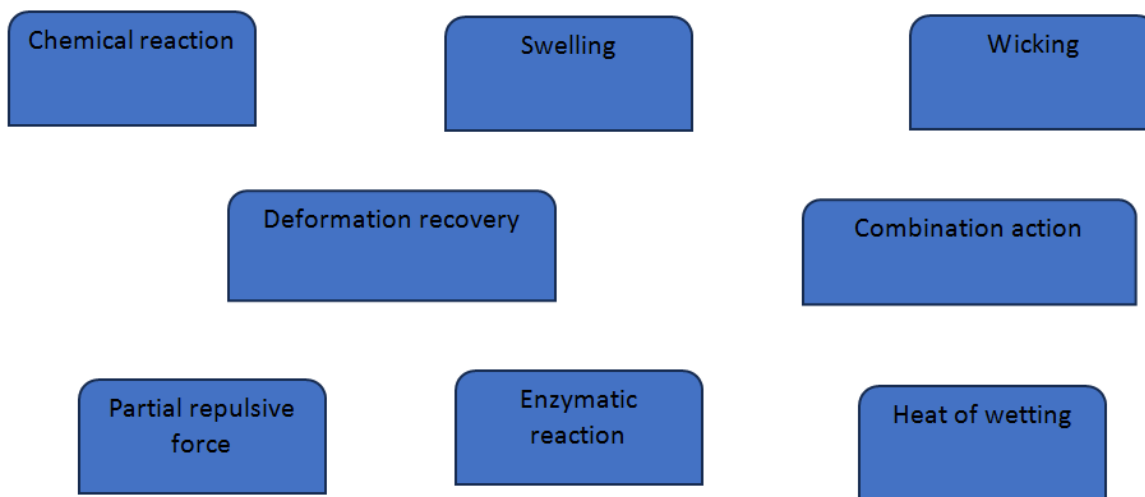 Chemical reaction
Swelling
Wicking
Deformation recovery
Combination action
Partial repulsive
force
Enzymatic
reaction
Heat of wetting